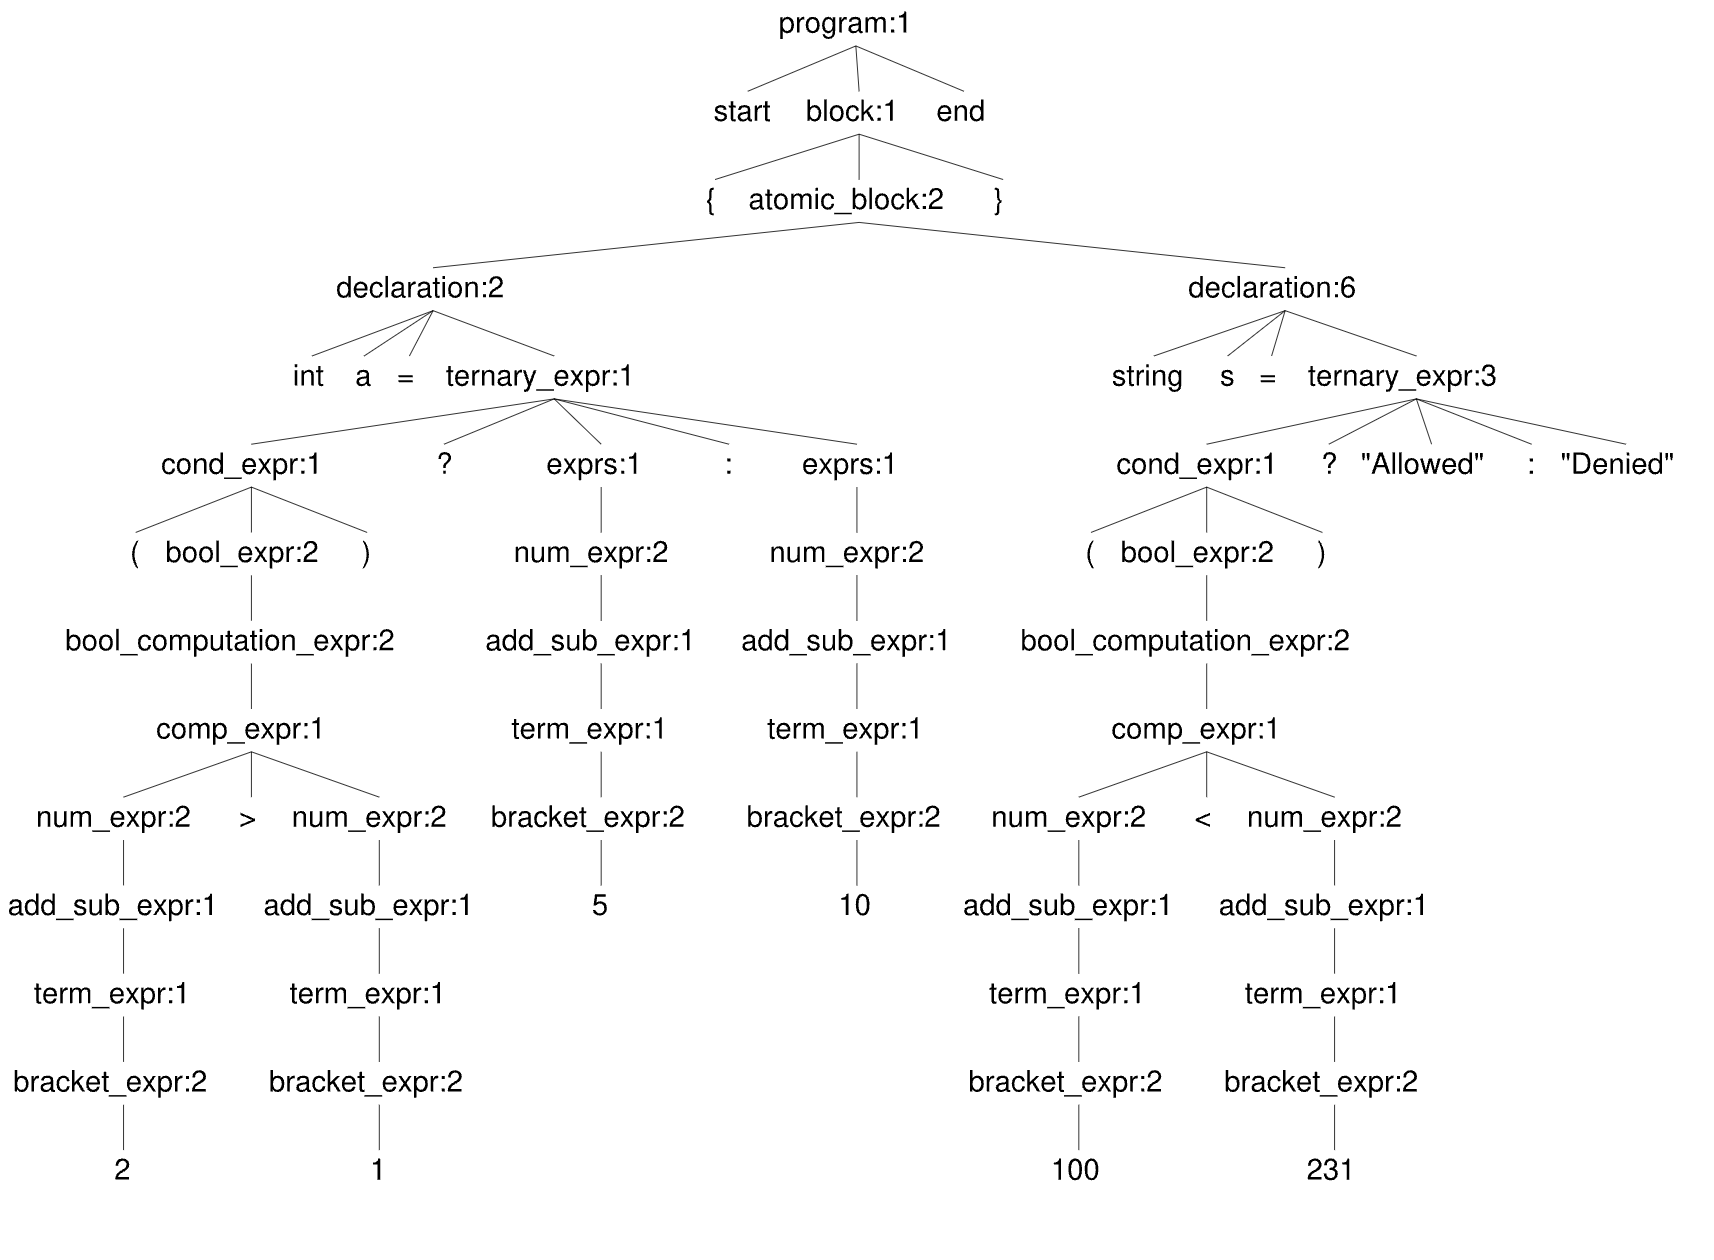 program:1
start block:1 end
{ atomic_block:2 }
declaration:2 declaration:6
int a = ternary_expr:1 string s = ternary_expr:3
cond_expr:1 ? exprs:1 : exprs:1 cond_expr:1 ? "Allowed" : "Denied"
( bool_expr:2 ) num_expr:2 num_expr:2 ( bool_expr:2 )
bool_computation_expr:2 add_sub_expr:1 add_sub_expr:1 bool_computation_expr:2
comp_expr:1 term_expr:1 term_expr:1 comp_expr:1
num_expr:2 > num_expr:2 bracket_expr:2 bracket_expr:2 num_expr:2 < num_expr:2
add_sub_expr:1 add_sub_expr:1 5 10 add_sub_expr:1 add_sub_expr:1
term_expr:1 term_expr:1 term_expr:1 term_expr:1
bracket_expr:2 bracket_expr:2 bracket_expr:2 bracket_expr:2
2 1 100 231